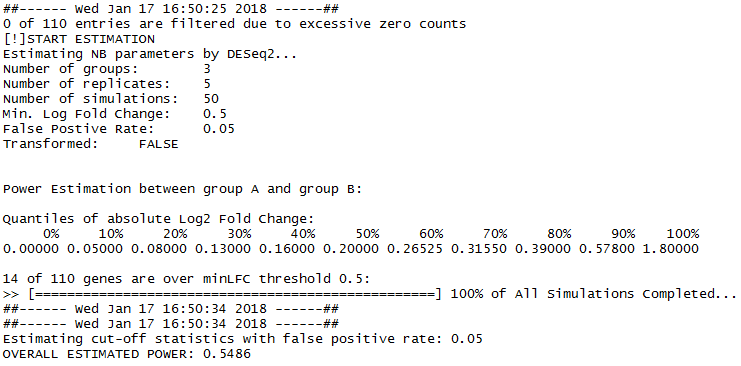 ##------ Wed Jan 17 16:50:25 2018 ------##
0 of 110 entries are filtered due to excessive zero counts
[!]START ESTIMATION
Estimating NB parameters by DESeq2...
Number of groups:        3
Number of replicates:    5
Number of simulations:   50
Min. Log Fold Change:    0.5
False Postive Rate:      0.05
Transformed:     FALSE
Power Estimation between group A and group B:
Quantiles of absolute Log2 Fold Change:
     0%     10%     20%     30%     40%     50%     60%     70%     80%     90%    100%
0.00000 0.05000 0.08000 0.13000 0.16000 0.20000 0.26525 0.31550 0.39000 0.57800 1.80000
14 of 110 genes are over minLFC threshold 0.5:
>> [==================================================] 100% of All Simulations Completed...
##------ Wed Jan 17 16:50:34 2018 ------##
##------ Wed Jan 17 16:50:34 2018 ------##
Estimating cut-off statistics with false positive rate: 0.05
OVERALL ESTIMATED POWER: 0.5486